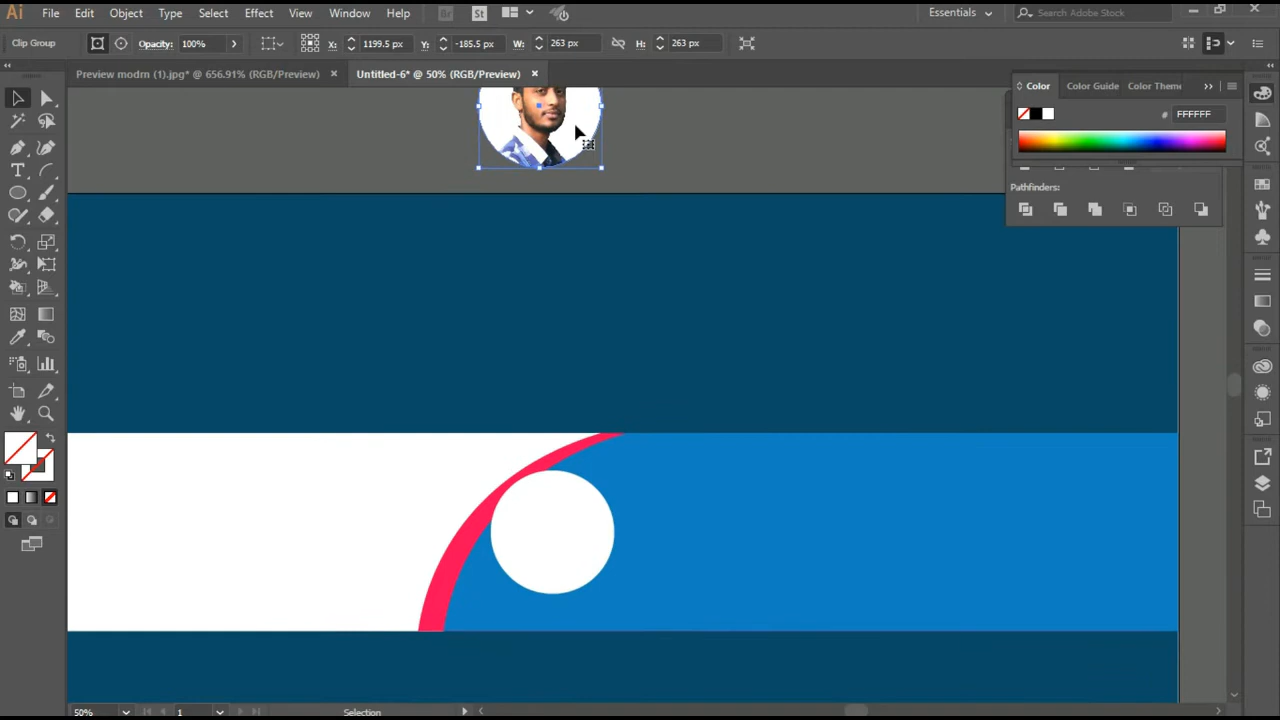 Ai File Edit Object Type Select Effect View Window Help Br St Essentials Search Adobe Stock
Clip Group Opacity: 100% X: 1199.5 px Y: -185.5 px W: 263 px H: 263 px
Preview modrn (1).jpg* @ 656.91% (RGB/Preview) × Untitled-6* @ 50% (RGB/Preview) ×
Color Color Guide Color Theme
# FFFFFF
Pathfinders:
50% 1 Selection